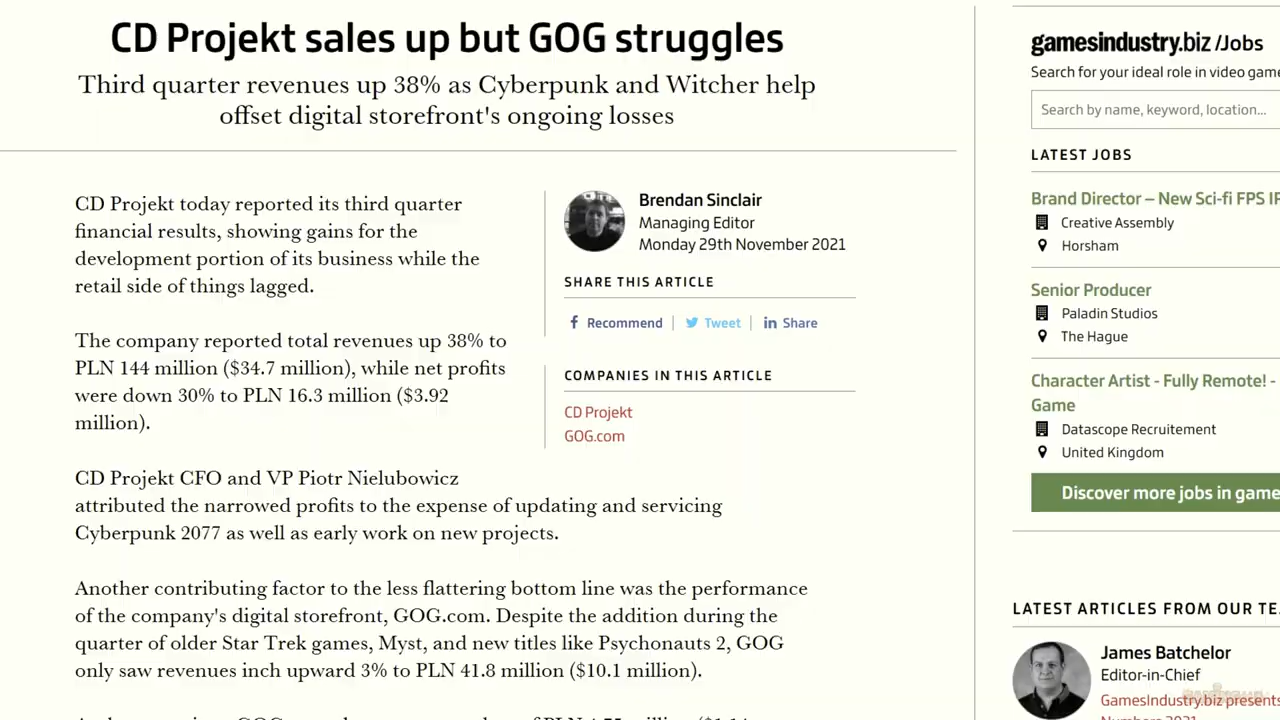 CD Projekt sales up but GOG struggles
Third quarter revenues up 38% as Cyberpunk and Witcher help
offset digital storefront's ongoing losses
CD Projekt today reported its third quarter
financial results, showing gains for the
development portion of its business while the
retail side of things lagged.
The company reported total revenues up 38% to
PLN 144 million ($34.7 million), while net profits
were down 30% to PLN 16.3 million ($3.92
million).
CD Projekt CFO and VP Piotr Nielubowicz
attributed the narrowed profits to the expense of updating and servicing
Cyberpunk 2077 as well as early work on new projects.
Another contributing factor to the less flattering bottom line was the performance
of the company's digital storefront, GOG.com. Despite the addition during the
quarter of older Star Trek games, Myst, and new titles like Psychonauts 2, GOG
only saw revenues inch upward 3% to PLN 41.8 million ($10.1 million).
Brendan Sinclair
Managing Editor
Monday 29th November 2021
SHARE THIS ARTICLE
Recommend
Tweet
Share
COMPANIES IN THIS ARTICLE
CD Projekt
GOG.com
gamesindustry.biz /Jobs
Search for your ideal role in video game
Search by name, keyword, location...
LATEST JOBS
Brand Director – New Sci-fi FPS IP
Creative Assembly
Horsham
Senior Producer
Paladin Studios
The Hague
Character Artist - Fully Remote! -
Game
Datascope Recruitement
United Kingdom
Discover more jobs in game
LATEST ARTICLES FROM OUR TE
James Batchelor
Editor-in-Chief
GamesIndustry.biz presents